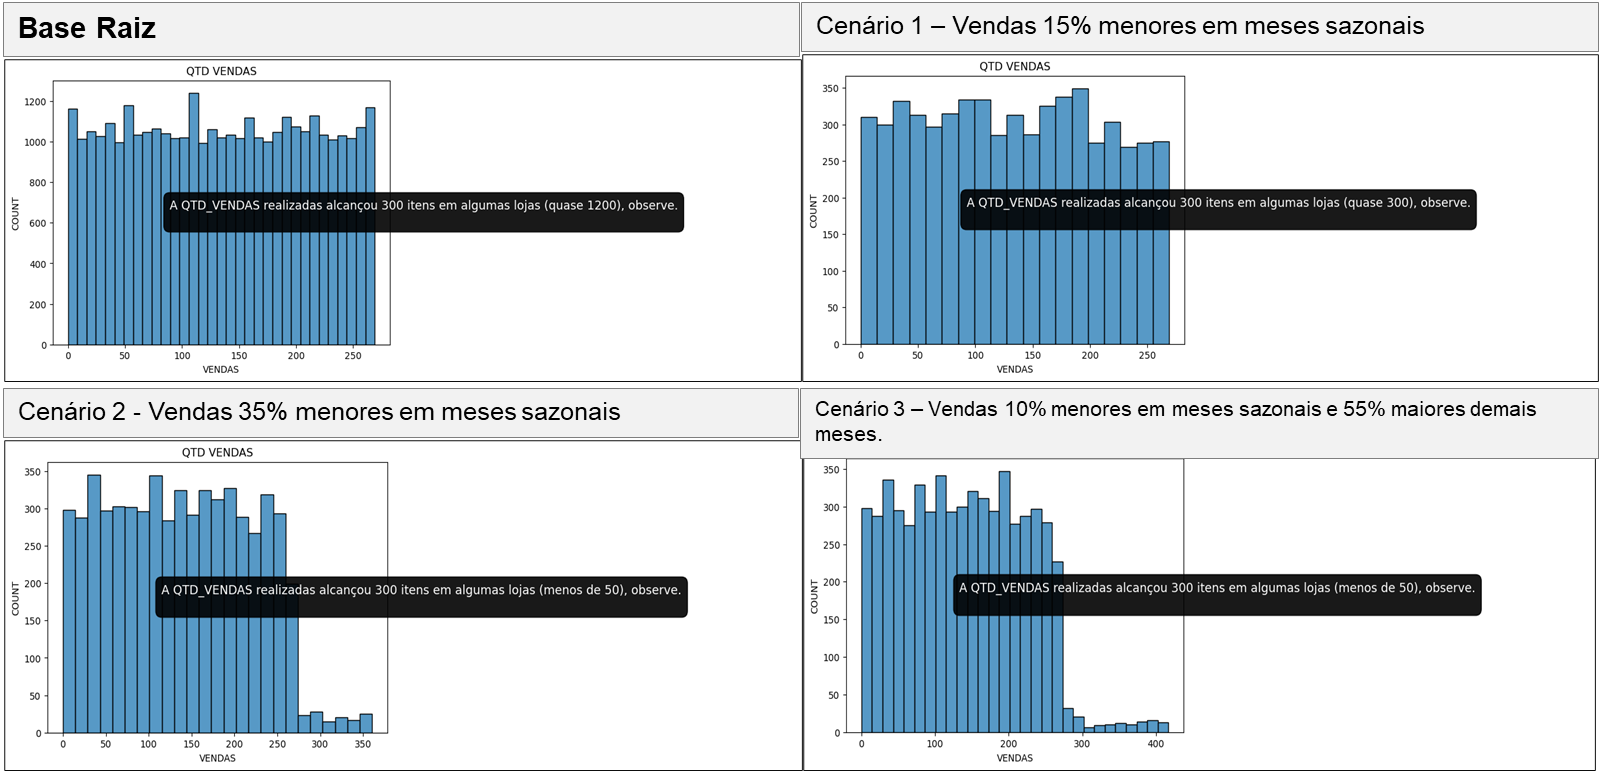 Base Raiz
QTD VENDAS
1200
1000
800
600
400
200
0
COUNT
0 50 100 150 200 250
VENDAS
A QTD_VENDAS realizadas alcançou 300 itens em algumas lojas (quase 1200), observe.
Cenário 1 – Vendas 15% menores em meses sazonais
QTD VENDAS
350
300
250
200
150
100
50
0
COUNT
0 50 100 150 200 250
VENDAS
A QTD_VENDAS realizadas alcançou 300 itens em algumas lojas (quase 300), observe.
Cenário 2 - Vendas 35% menores em meses sazonais
QTD VENDAS
350
300
250
200
150
100
50
0
COUNT
0 50 100 150 200 250 300 350
VENDAS
A QTD_VENDAS realizadas alcançou 300 itens em algumas lojas (menos de 50), observe.
Cenário 3 – Vendas 10% menores em meses sazonais e 55% maiores demais
meses.
350
300
250
200
150
100
50
0
COUNT
0 100 200 300 400
VENDAS
A QTD_VENDAS realizadas alcançou 300 itens em algumas lojas (menos de 50), observe.